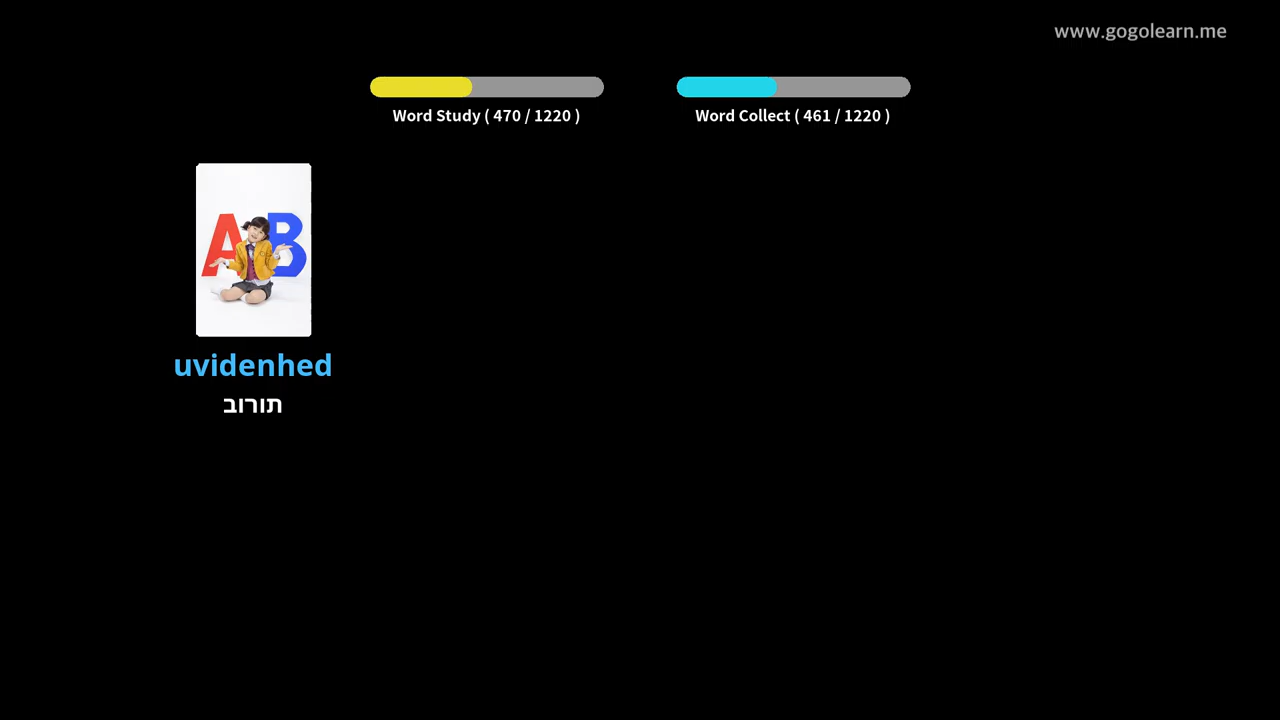 www.gogolearn.me
Word Study ( 470 / 1220 )
Word Collect ( 461 / 1220 )
A B
uvidenhed
תורוב